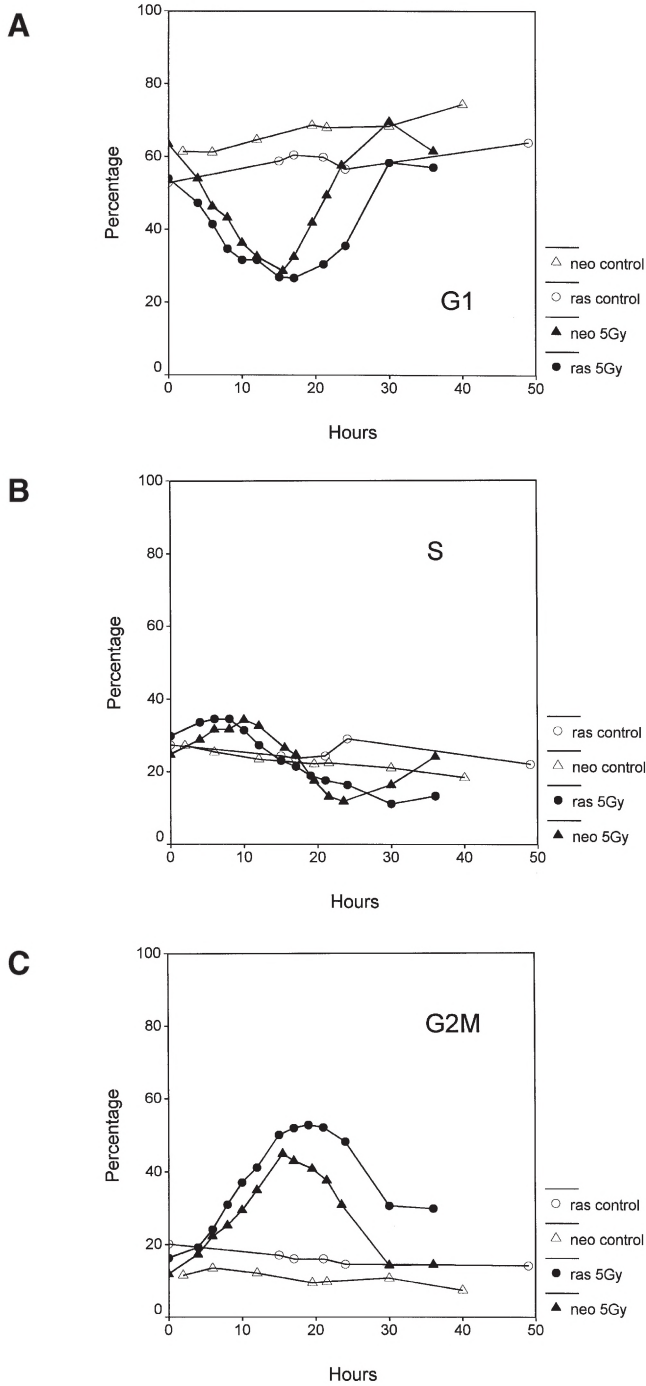 A
100
80
60
40
20
0
Percentage
G1
0 10 20 30 40 50
Hours
neo control
ras control
neo 5Gy
ras 5Gy
B
100
80
60
40
20
0
Percentage
S
0 10 20 30 40 50
Hours
ras control
neo control
ras 5Gy
neo 5Gy
C
100
80
60
40
20
0
Percentage
G2M
0 10 20 30 40 50
Hours
ras control
neo control
ras 5Gy
neo 5Gy